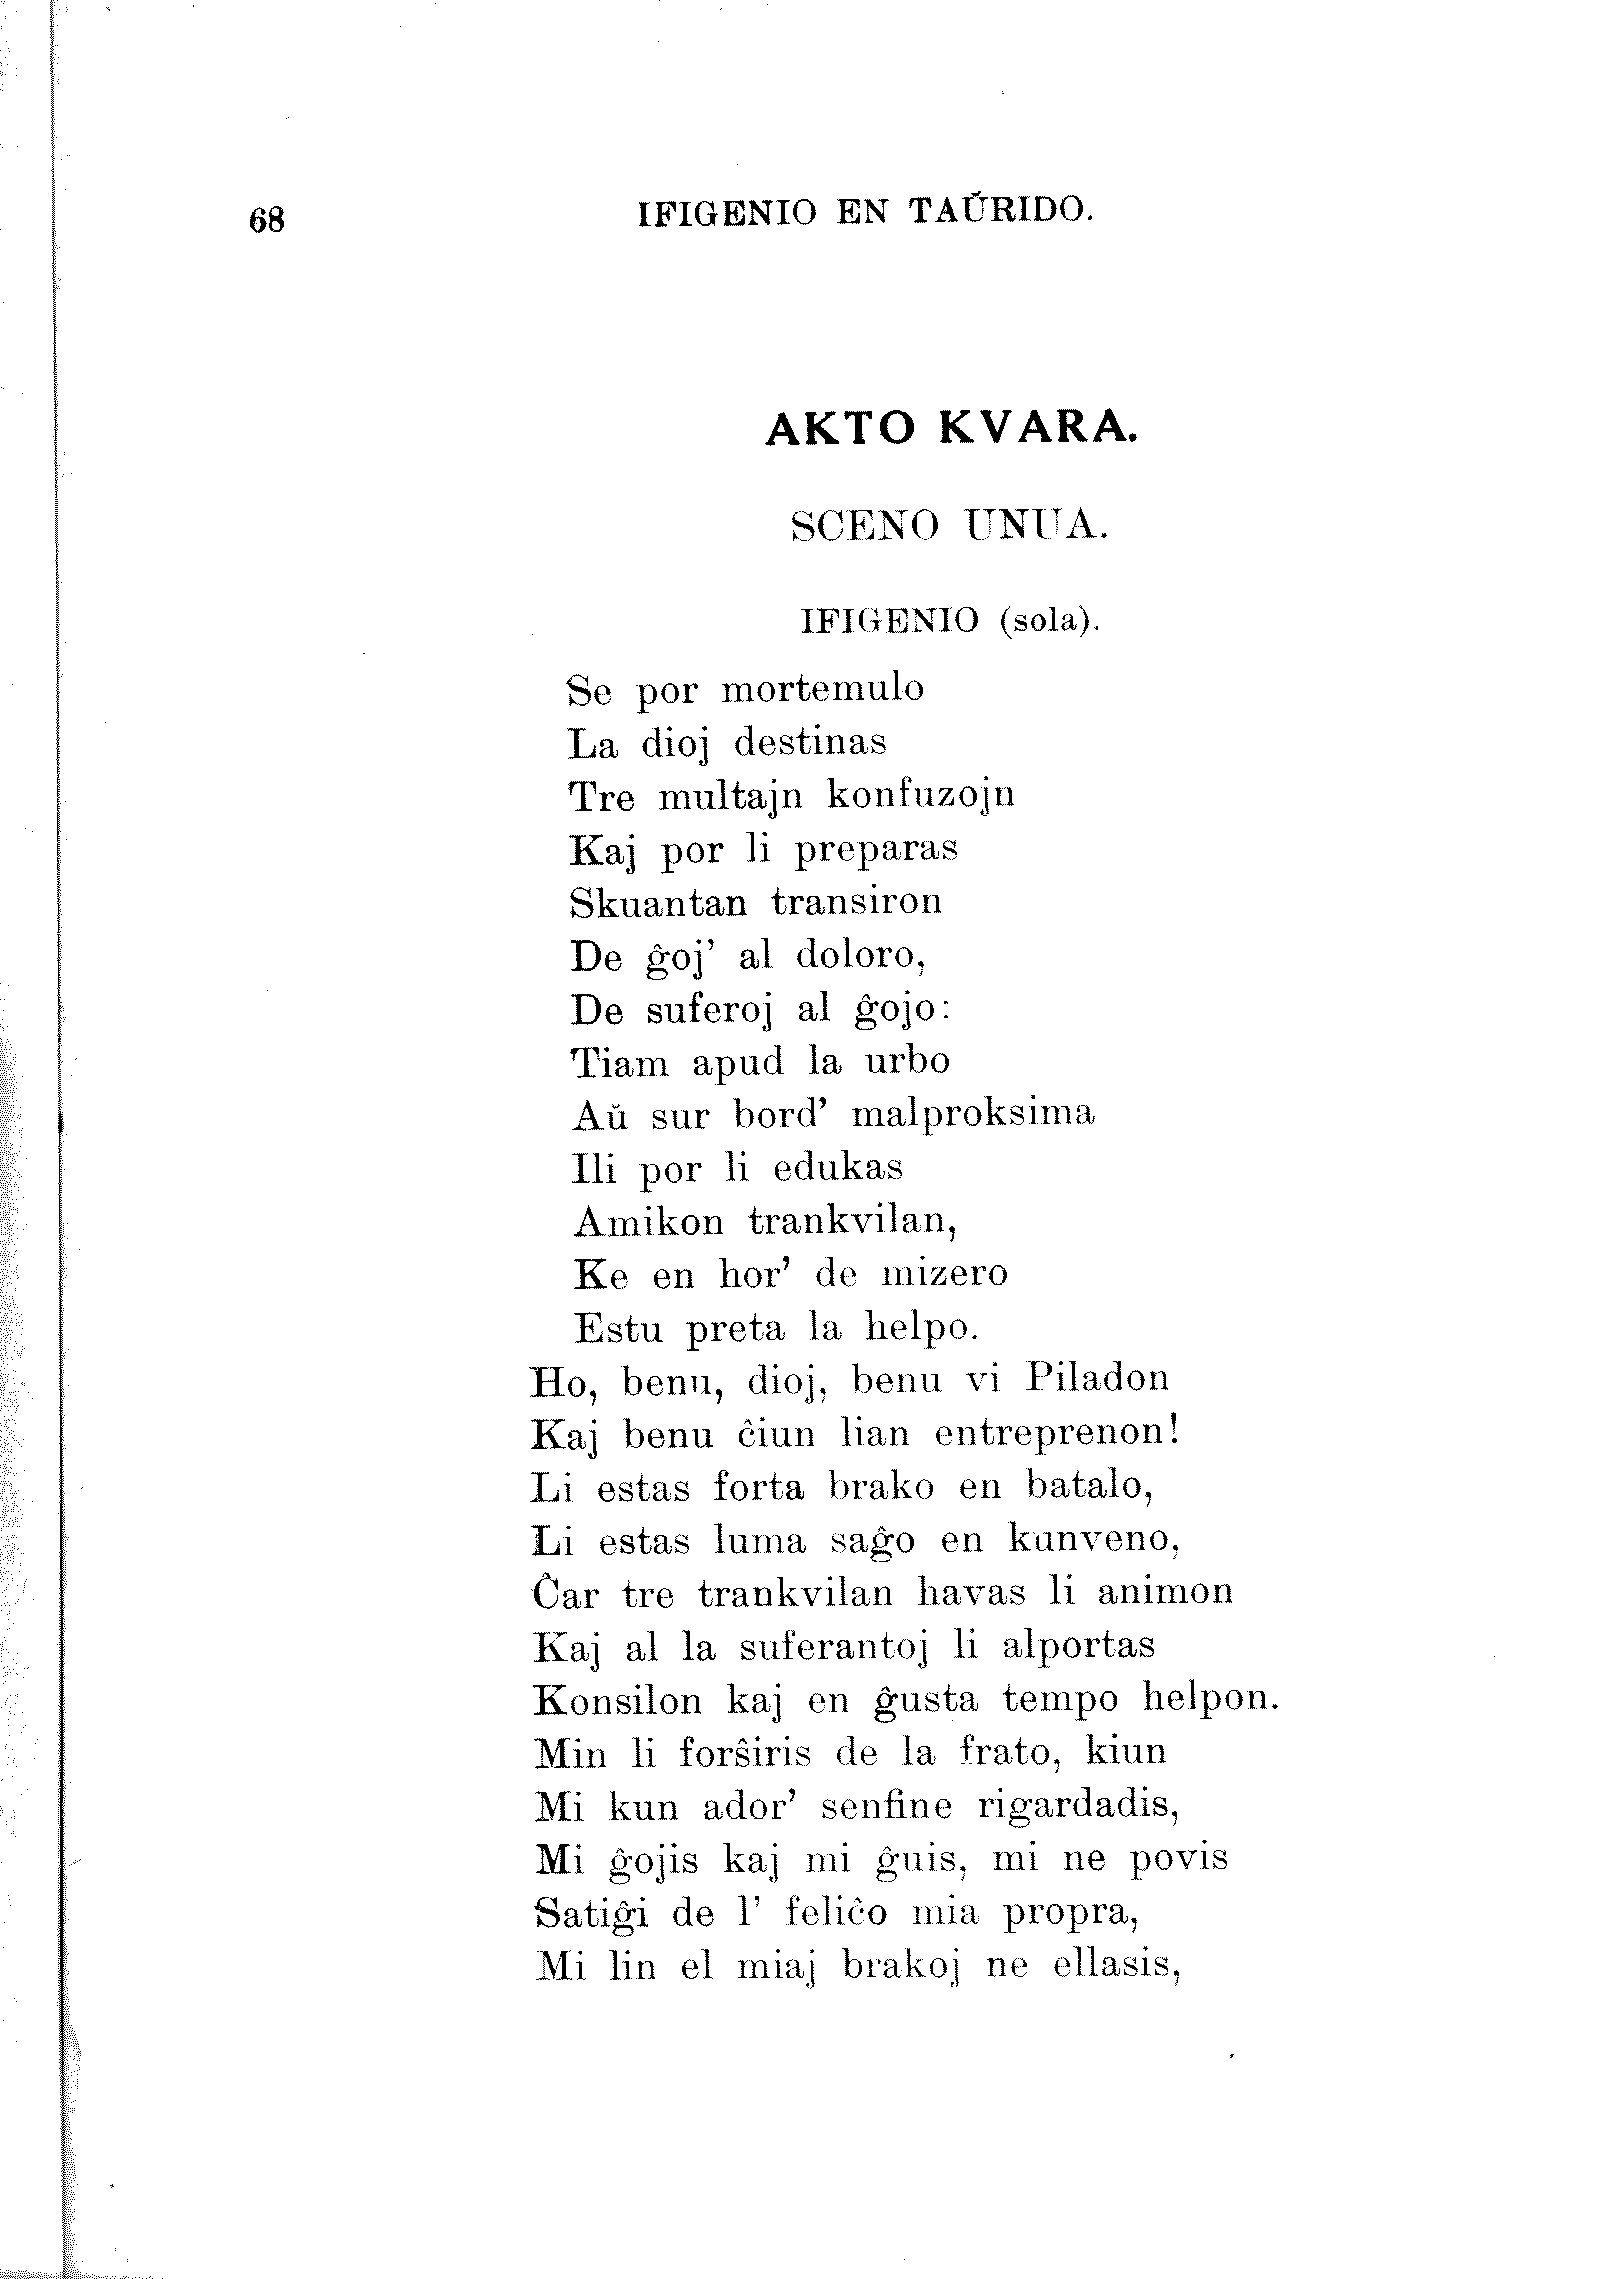 68 IFIGENIO EN TAŬRIDO.
AKTO KVARA.
SCENO UNUA.
IFIGENIO (sola).
Se por mortemulo
La dioj destinas
Tre multajn konfuzojn
Kaj por li preparas
Skuantan transiron
De ĝoj' al doloro,
De suferoj al ĝojo:
Tiam apud la urbo
Aŭ sur bord' malproksima
Ili por li edukas
Amikon trankvilan,
Ke en hor' de mizero
Estu preta la helpo.
Ho, benu, dioj, benu vi Piladon
Kaj benu ĉiun lian entreprenon!
Li estas forta brako en batalo,
Li estas luma saĝo en kunveno,
Ĉar tre trankvilan havas li animon
Kaj al la suferantoj li alportas
Konsilon kaj en ĝusta tempo helpon.
Min li forŝiris de la frato, kiun
Mi kun ador' senfine rigardadis,
Mi ĝojis kaj mi ĝuis, mi ne povis
Satiĝi de l' feliĉo mia propra,
Mi lin el miaj brakoj ne ellasis,